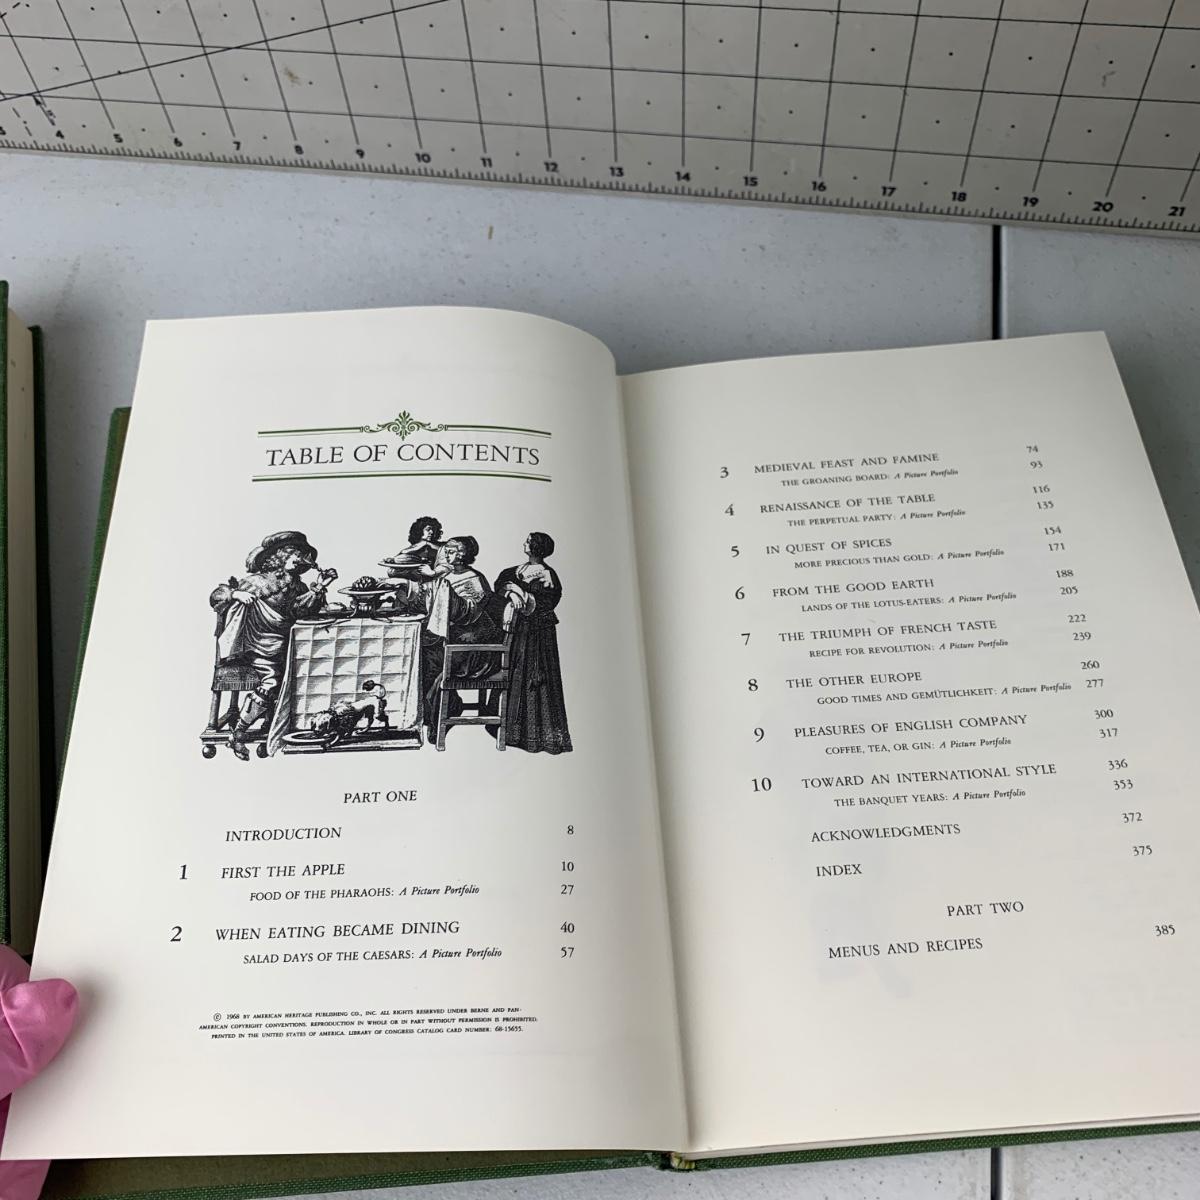 3 4 5 6 7 8 9 10 11 12 13 14 15 16 17 18 19 20 21
TABLE OF CONTENTS
PART ONE
INTRODUCTION 8
1 FIRST THE APPLE 10
FOOD OF THE PHARAOHS: A Picture Portfolio 27
2 WHEN EATING BECAME DINING 40
SALAD DAYS OF THE CAESARS: A Picture Portfolio 57
© 1968 BY AMERICAN HERITAGE PUBLISHING CO., INC. ALL RIGHTS RESERVED UNDER BERNE AND PAN-
AMERICAN COPYRIGHT CONVENTIONS. REPRODUCTION IN WHOLE OR IN PART WITHOUT PERMISSION IS PROHIBITED.
PRINTED IN THE UNITED STATES OF AMERICA. LIBRARY OF CONGRESS CATALOG CARD NUMBER: 68-15655.
3 MEDIEVAL FEAST AND FAMINE 74
THE GROANING BOARD: A Picture Portfolio 93
4 RENAISSANCE OF THE TABLE 116
THE PERPETUAL PARTY: A Picture Portfolio 135
5 IN QUEST OF SPICES 154
MORE PRECIOUS THAN GOLD: A Picture Portfolio 171
6 FROM THE GOOD EARTH 188
LANDS OF THE LOTUS-EATERS: A Picture Portfolio 205
7 THE TRIUMPH OF FRENCH TASTE 222
RECIPE FOR REVOLUTION: A Picture Portfolio 239
8 THE OTHER EUROPE 260
GOOD TIMES AND GEMÜTLICHKEIT: A Picture Portfolio 277
9 PLEASURES OF ENGLISH COMPANY 300
COFFEE, TEA, OR GIN: A Picture Portfolio 317
10 TOWARD AN INTERNATIONAL STYLE 336
THE BANQUET YEARS: A Picture Portfolio 353
ACKNOWLEDGMENTS 372
INDEX 375
PART TWO
MENUS AND RECIPES 385